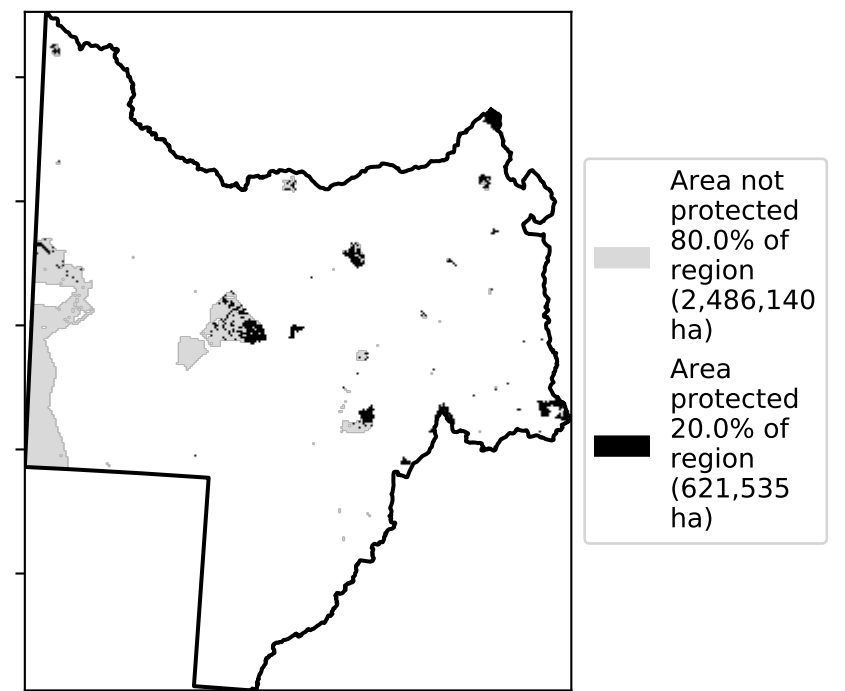 Area not
protected
80.0% of
region
(2,486,140
ha)
Area
protected
20.0% of
region
(621,535
ha)